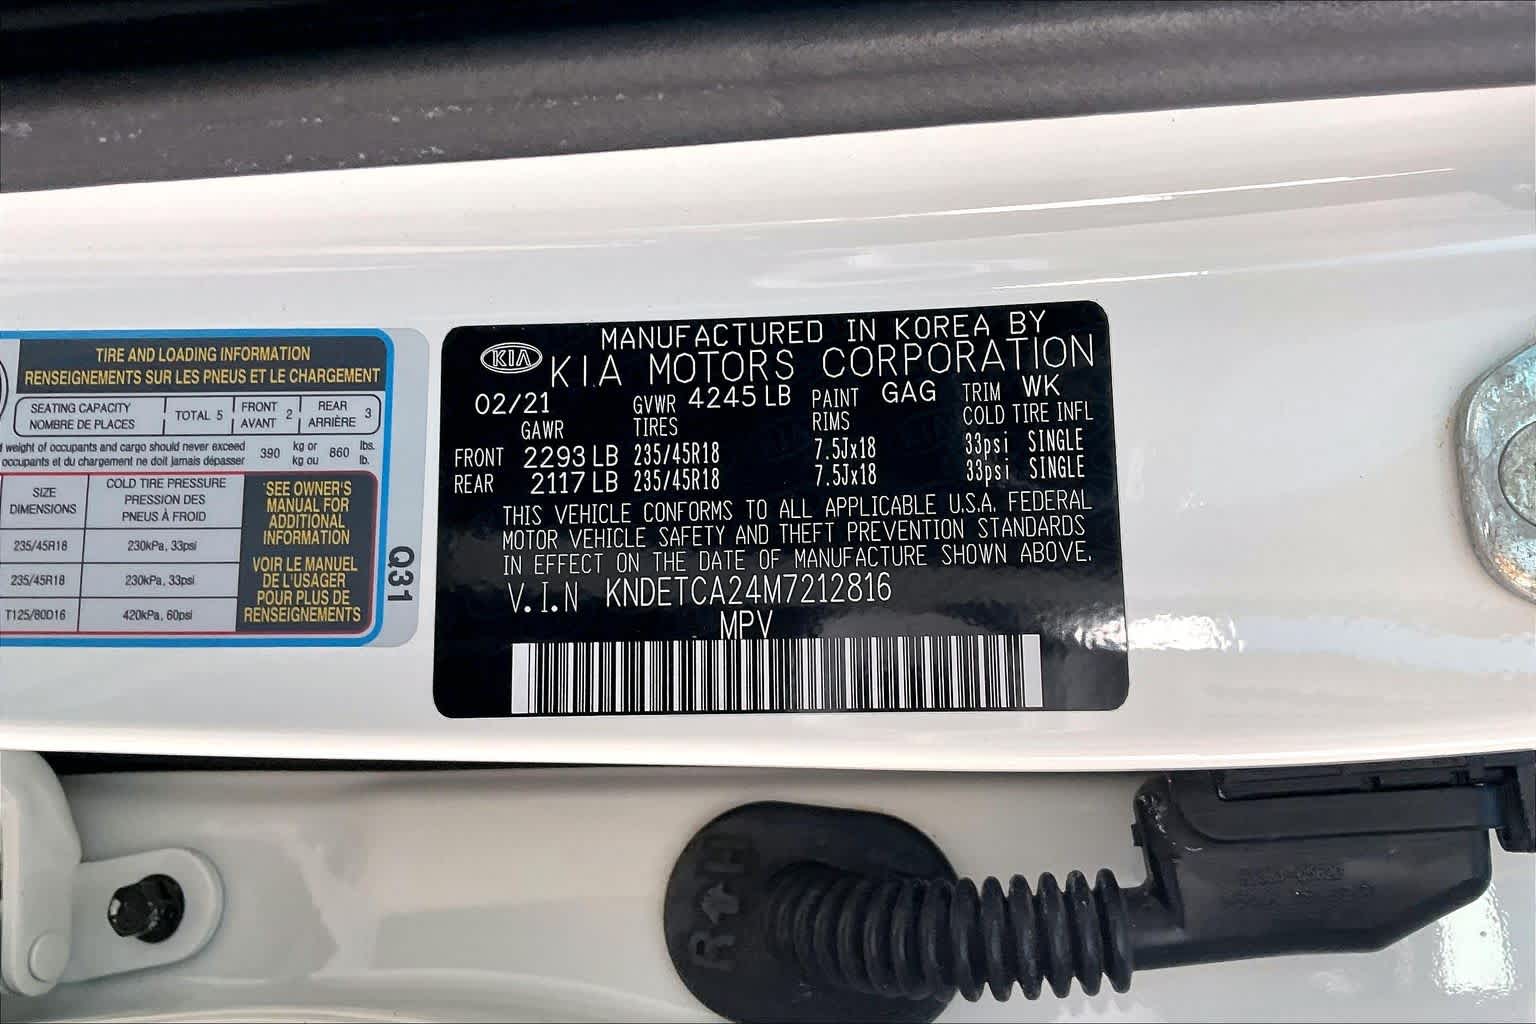 TIRE AND LOADING INFORMATION
RENSEIGNEMENTS SUR LES PNEUS ET LE CHARGEMENT
SEATING CAPACITY
NOMBRE DE PLACES
TOTAL 5
FRONT
AVANT 2
REAR
ARRIÈRE 3
weight of occupants and cargo should never exceed
occupants et du chargement ne doit jamais dépasser
390
kg or
kg ou
860
lbs.
lb.
SIZE
DIMENSIONS
COLD TIRE PRESSURE
PRESSION DES
PNEUS À FROID
235/45R18 230kPa, 33psi
235/45R18 230kPa, 33psi
T125/80D16 420kPa, 60psi
SEE OWNER'S
MANUAL FOR
ADDITIONAL
INFORMATION
VOIR LE MANUEL
DE L'USAGER
POUR PLUS DE
RENSEIGNEMENTS
Q31
MANUFACTURED IN KOREA BY
KIA KIA MOTORS CORPORATION
02/21 GVWR 4245 LB PAINT GAG TRIM WK
GAWR TIRES RIMS COLD TIRE INFL
FRONT 2293 LB 235/45R18 7.5Jx18 33psi SINGLE
REAR 2117 LB 235/45R18 7.5Jx18 33psi SINGLE
THIS VEHICLE CONFORMS TO ALL APPLICABLE U.S.A. FEDERAL
MOTOR VEHICLE SAFETY AND THEFT PREVENTION STANDARDS
IN EFFECT ON THE DATE OF MANUFACTURE SHOWN ABOVE.
V.I.N KNDETCA24M7212816
MPV
R H